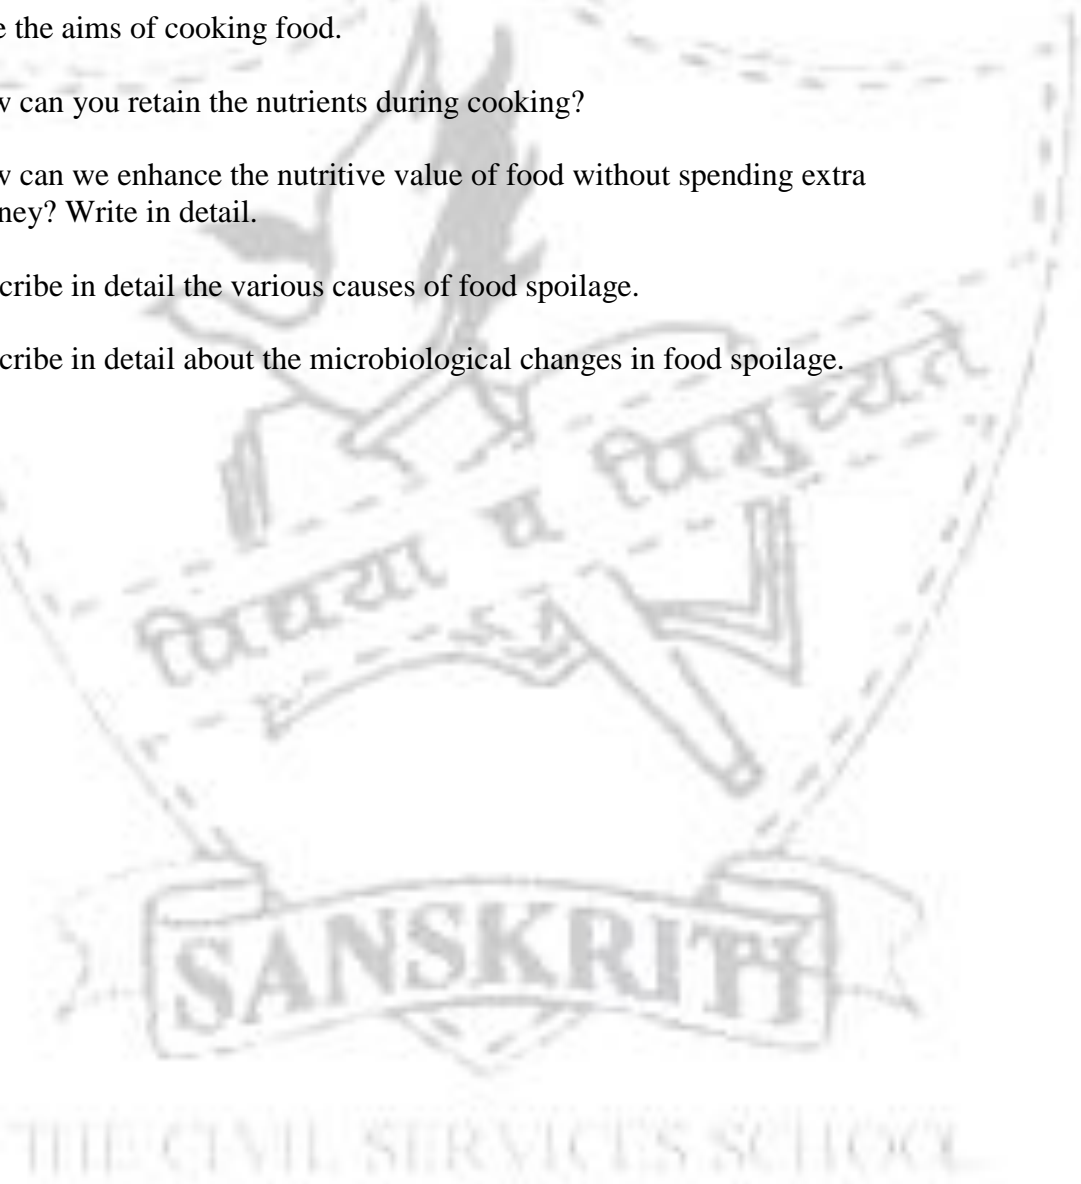 e the aims of cooking food.
w can you retain the nutrients during cooking?
w can we enhance the nutritive value of food without spending extra
ney? Write in detail.
cribe in detail the various causes of food spoilage.
cribe in detail about the microbiological changes in food spoilage.
विद्यया च विमुच्यते
SANSKRITI
THE CIVIL SERVICES SCHOOL